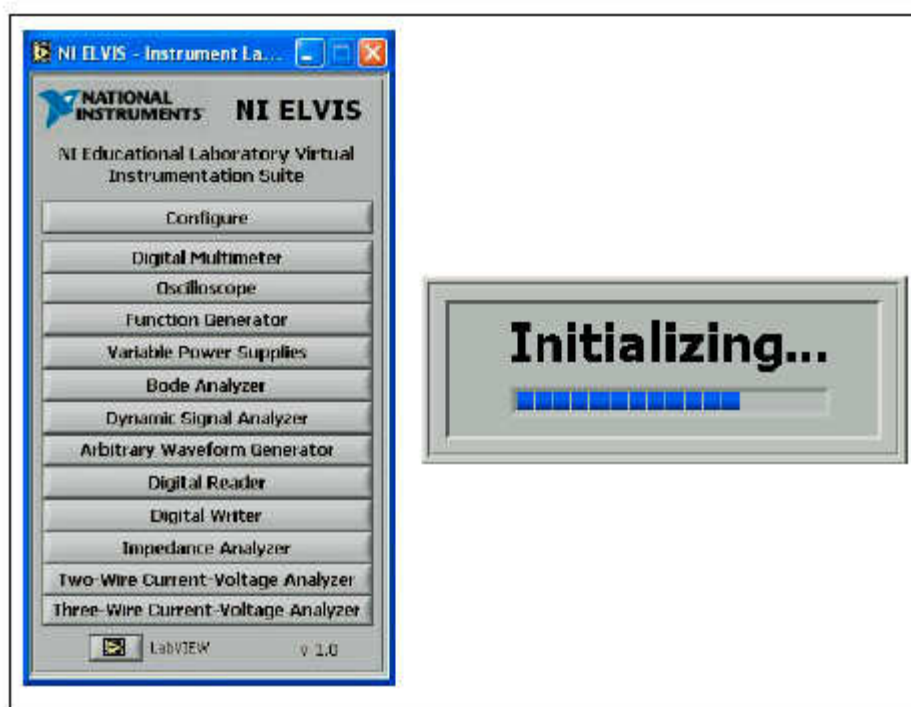 NI ELVIS - Instrument La...
NATIONAL
INSTRUMENTS
NI ELVIS
NI Educational Laboratory Virtual
Instrumentation Suite
Configure
Digital Multimeter
Oscilloscope
Function Generator
Variable Power Supplies
Bode Analyzer
Dynamic Signal Analyzer
Arbitrary Waveform Generator
Digital Reader
Digital Writer
Impedance Analyzer
Two-Wire Current-Voltage Analyzer
Three-Wire Current-Voltage Analyzer
LabVIEW v 1.0
Initializing...